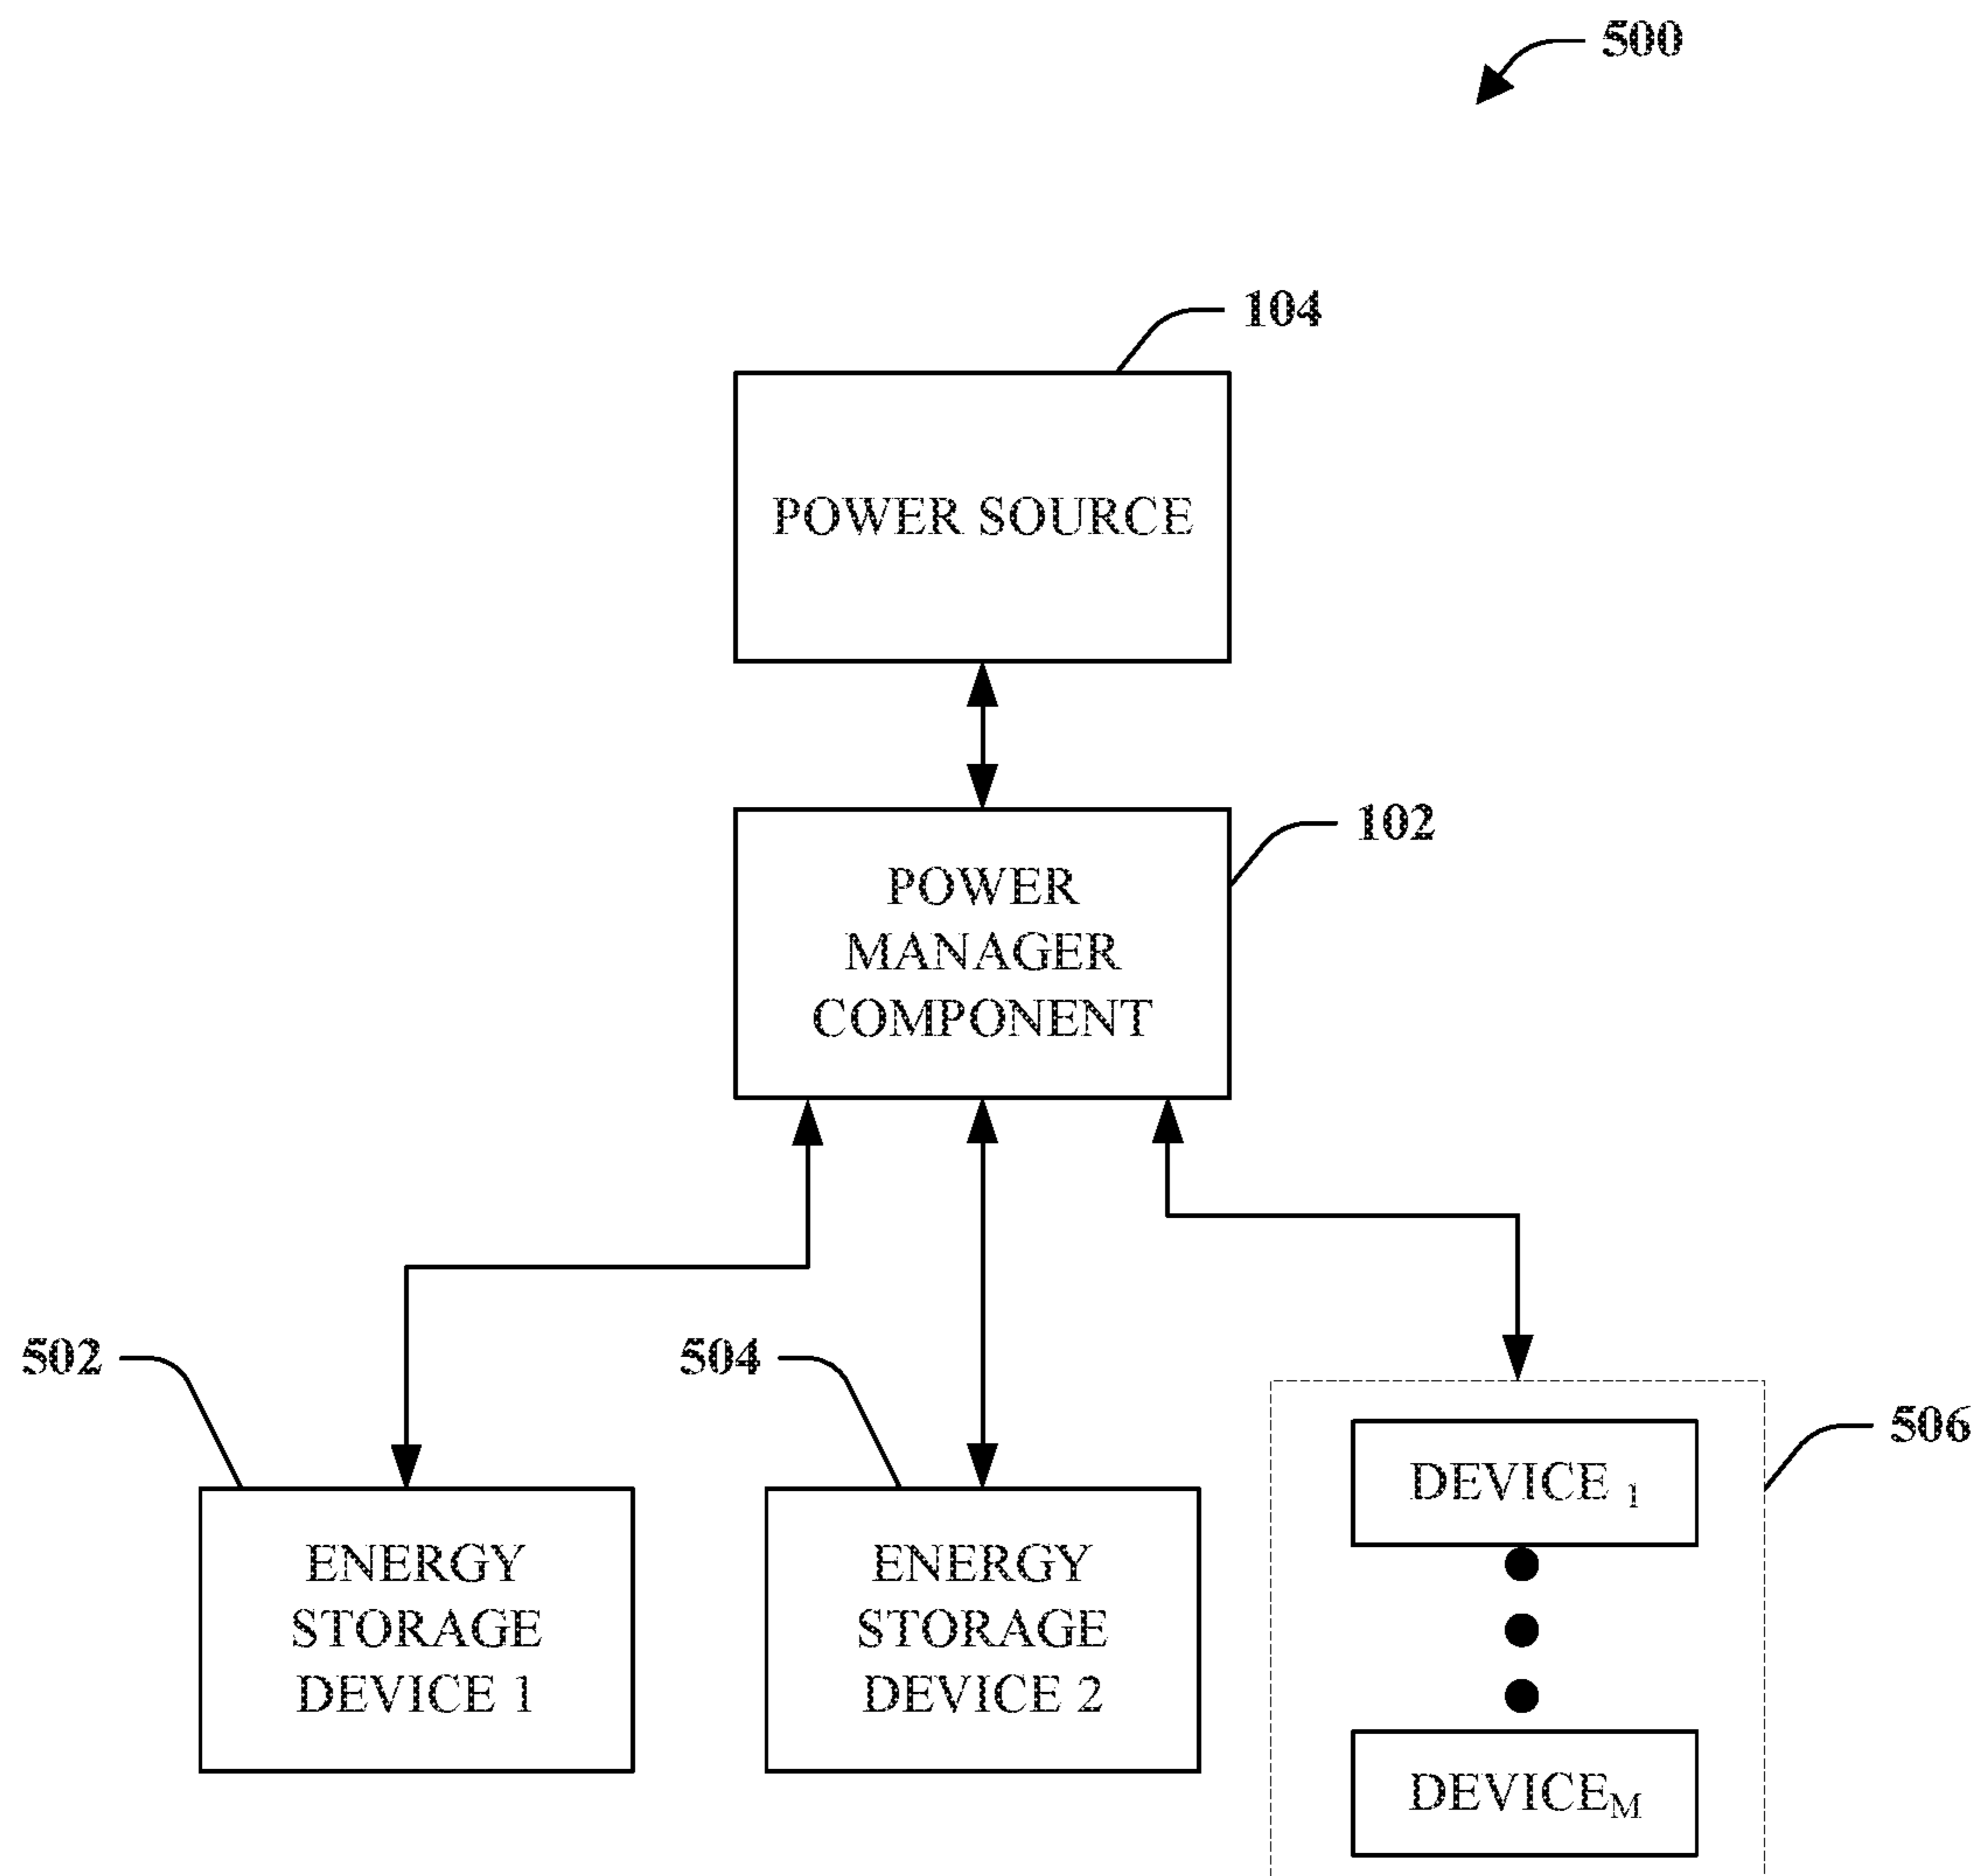 500
104
POWER SOURCE
102
POWER
MANAGER
COMPONENT
502
504
506
ENERGY
STORAGE
DEVICE 1
ENERGY
STORAGE
DEVICE 2
DEVICE 1
DEVICEM